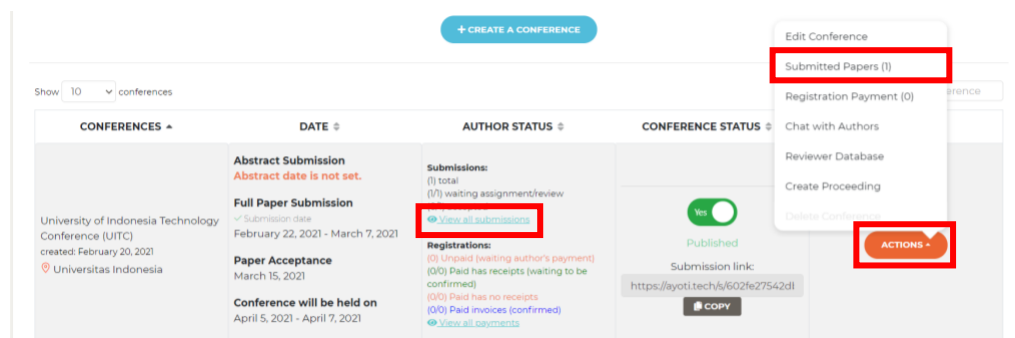 + CREATE A CONFERENCE
Edit Conference
Submitted Papers (1)
Registration Payment (0)
Chat with Authors
Reviewer Database
Create Proceeding
Delete Conference
Show 10 conferences
CONFERENCES
DATE
AUTHOR STATUS
CONFERENCE STATUS
University of Indonesia Technology
Conference (UITC)
created: February 20, 2021
Universitas Indonesia
Abstract Submission
Abstract date is not set.
Full Paper Submission
Submission date
February 22, 2021 - March 7, 2021
Paper Acceptance
March 15, 2021
Conference will be held on
April 5, 2021 - April 7, 2021
Submissions:
(1) total
(1/1) waiting assignment/review
View all submissions
Registrations:
(0) Unpaid (waiting author's payment)
(0/0) Paid has receipts (waiting to be
confirmed)
(0/0) Paid has no receipts
(0/0) Paid invoices (confirmed)
View all payments
Yes
Published
Submission link:
https://ayoti.tech/s/602fe27542d
COPY
ACTIONS